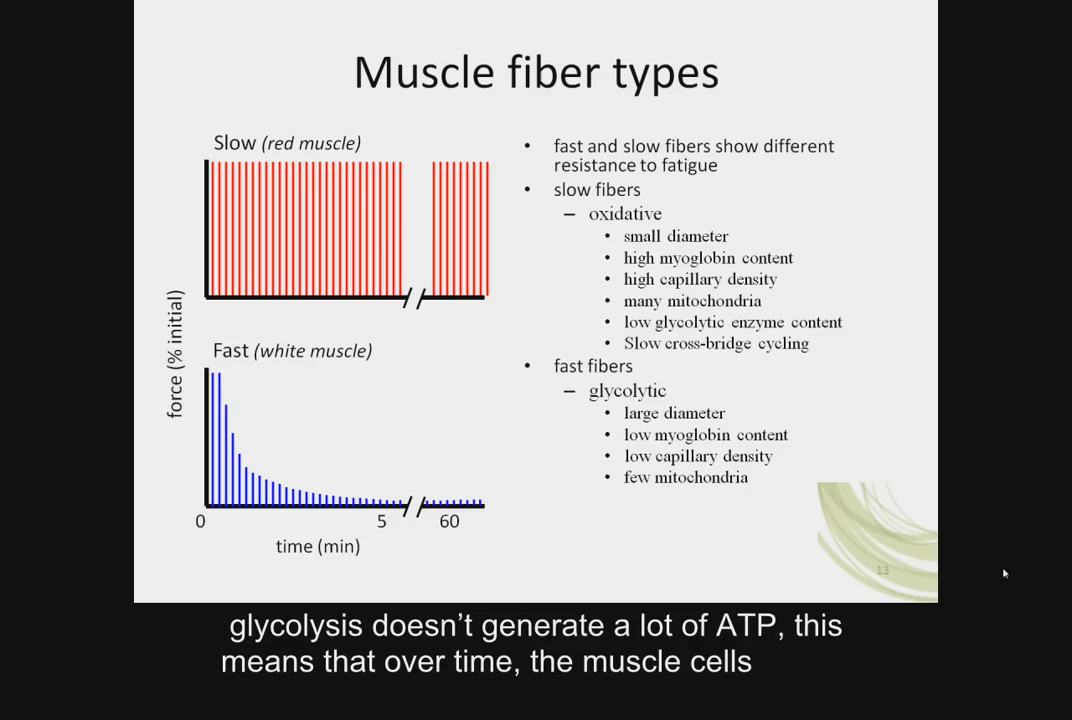 Muscle fiber types
Slow (red muscle)
force (% initial)
Fast (white muscle)
0
5
60
time (min)
• fast and slow fibers show different
resistance to fatigue
• slow fibers
– oxidative
• small diameter
• high myoglobin content
• high capillary density
• many mitochondria
• low glycolytic enzyme content
• Slow cross-bridge cycling
• fast fibers
– glycolytic
• large diameter
• low myoglobin content
• low capillary density
• few mitochondria
13
glycolysis doesn’t generate a lot of ATP, this
means that over time, the muscle cells